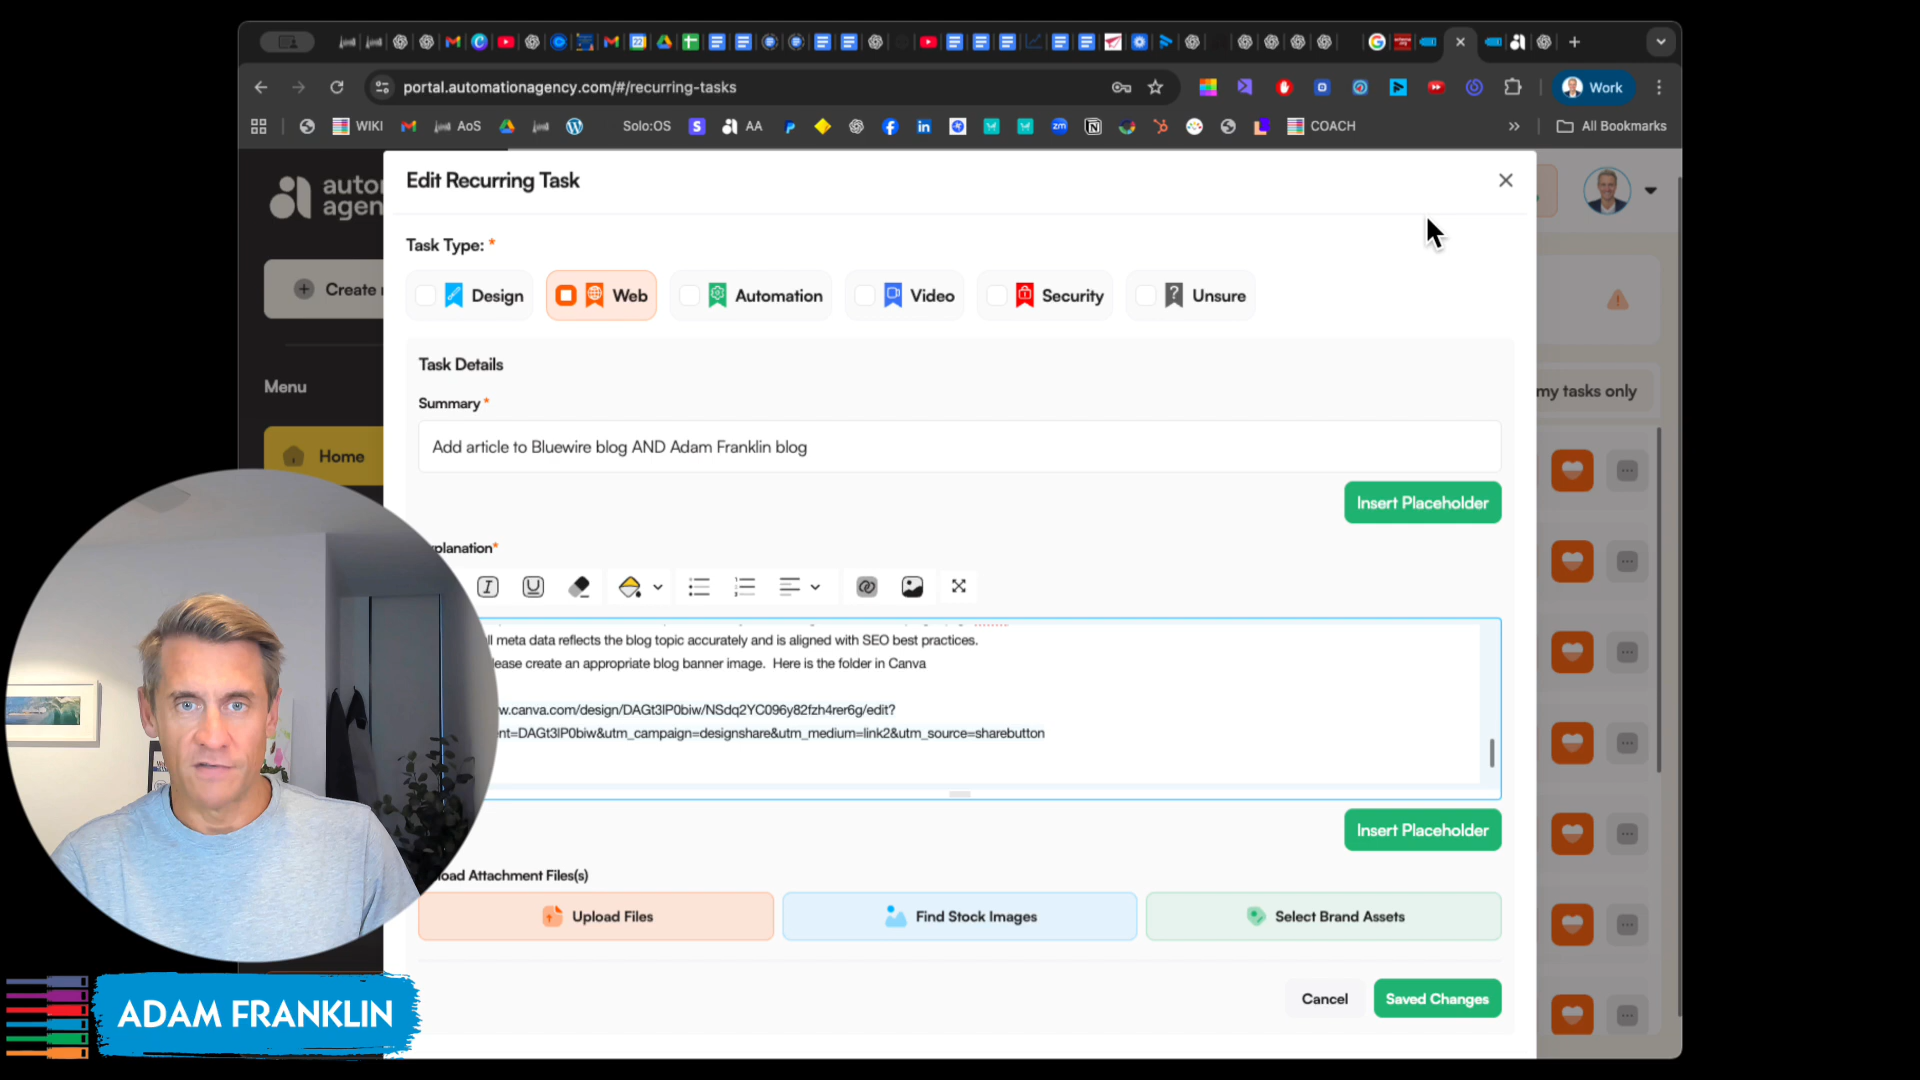 portal.automationagency.com/#/recurring-tasks
Work
WIKI
AoS
Solo:OS
AA
COACH
All Bookmarks
auto
agen
Edit Recurring Task
Task Type: *
Create
Design
Web
Automation
Video
Security
Unsure
Task Details
Menu
my tasks only
Summary *
Add article to Bluewire blog AND Adam Franklin blog
Home
Insert Placeholder
planation*
ll meta data reflects the blog topic accurately and is aligned with SEO best practices.
ease create an appropriate blog banner image. Here is the folder in Canva
w.canva.com/design/DAGt3lP0biw/NSdq2YC096y82fzh4rer6g/edit?
nt=DAGt3lP0biw&utm_campaign=designshare&utm_medium=link2&utm_source=sharebutton
Insert Placeholder
oad Attachment Files(s)
Upload Files
Find Stock Images
Select Brand Assets
Cancel
Saved Changes
ADAM FRANKLIN